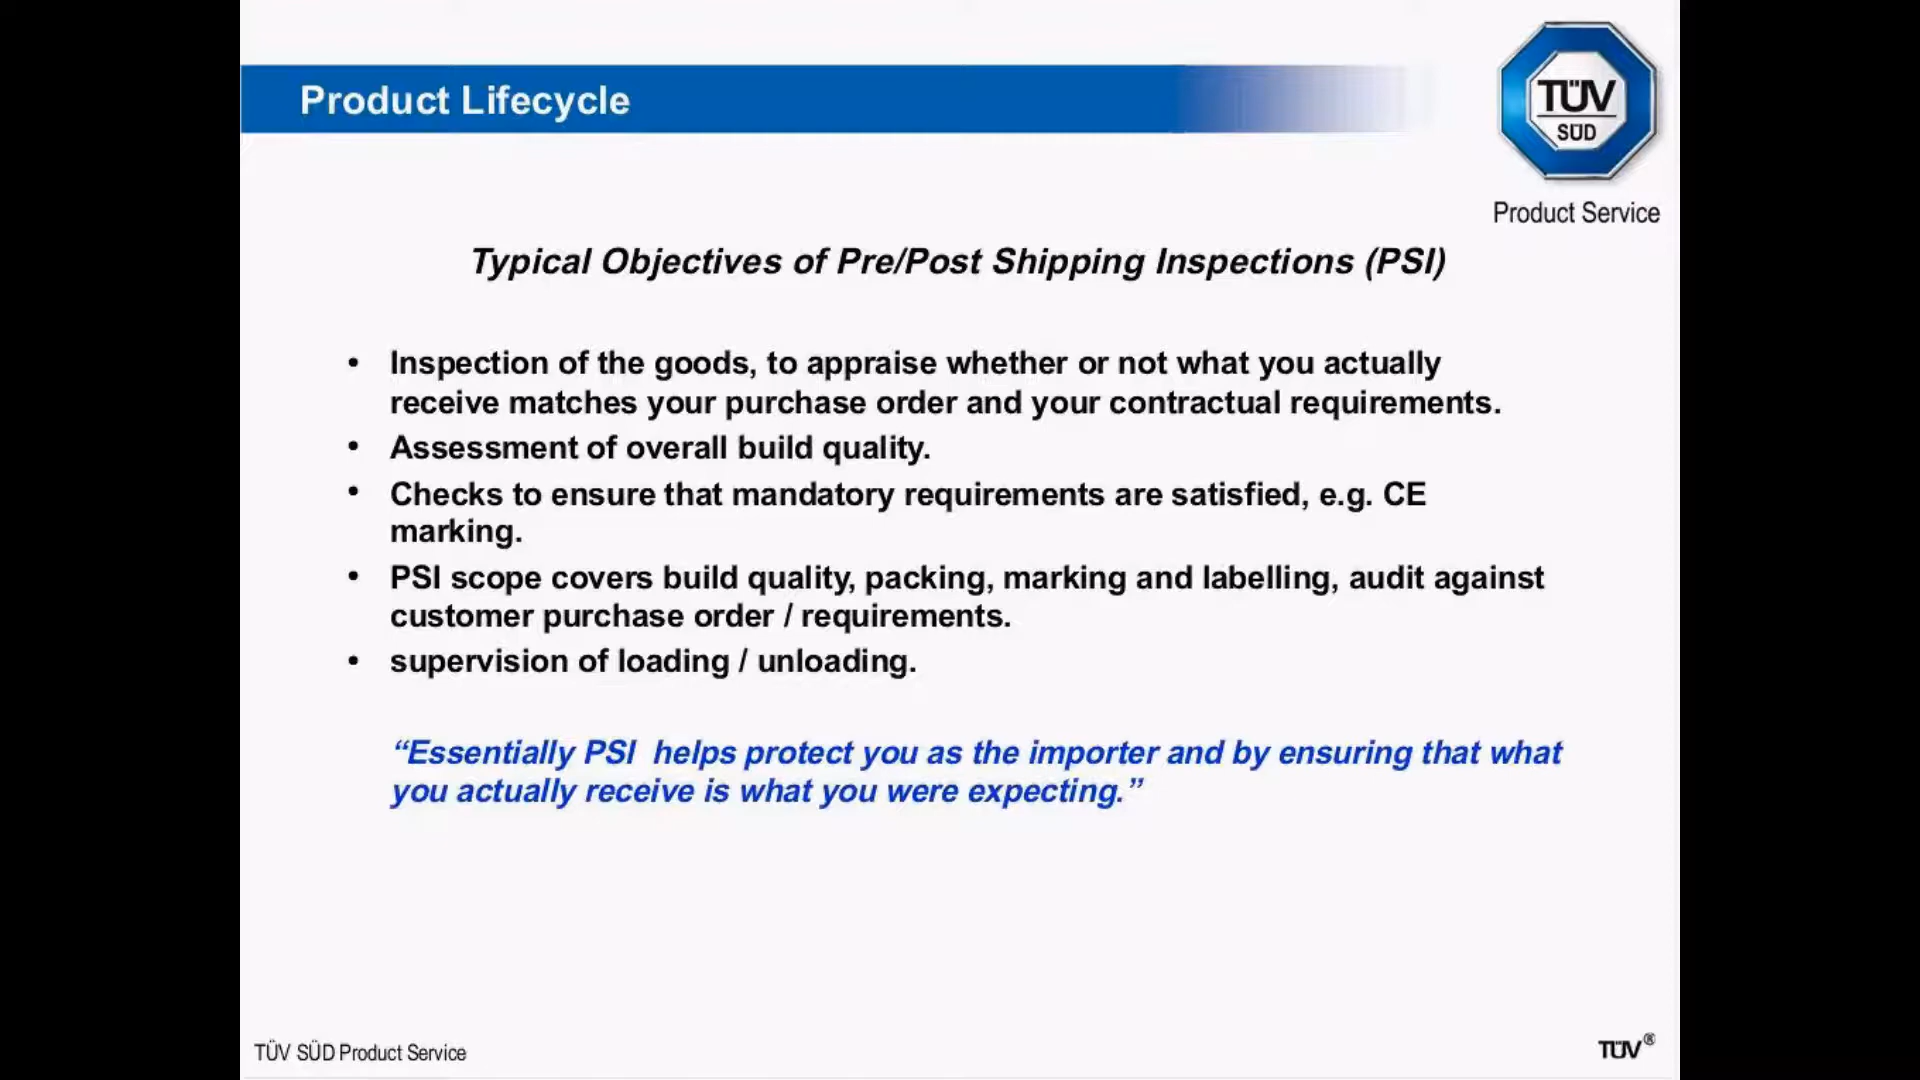 Product Lifecycle
TÜV
SÜD
Product Service
Typical Objectives of Pre/Post Shipping Inspections (PSI)
• Inspection of the goods, to appraise whether or not what you actually
receive matches your purchase order and your contractual requirements.
• Assessment of overall build quality.
• Checks to ensure that mandatory requirements are satisfied, e.g. CE
marking.
• PSI scope covers build quality, packing, marking and labelling, audit against
customer purchase order / requirements.
• supervision of loading / unloading.
“Essentially PSI  helps protect you as the importer and by ensuring that what
you actually receive is what you were expecting.”
TÜV SÜD Product Service
TÜV®